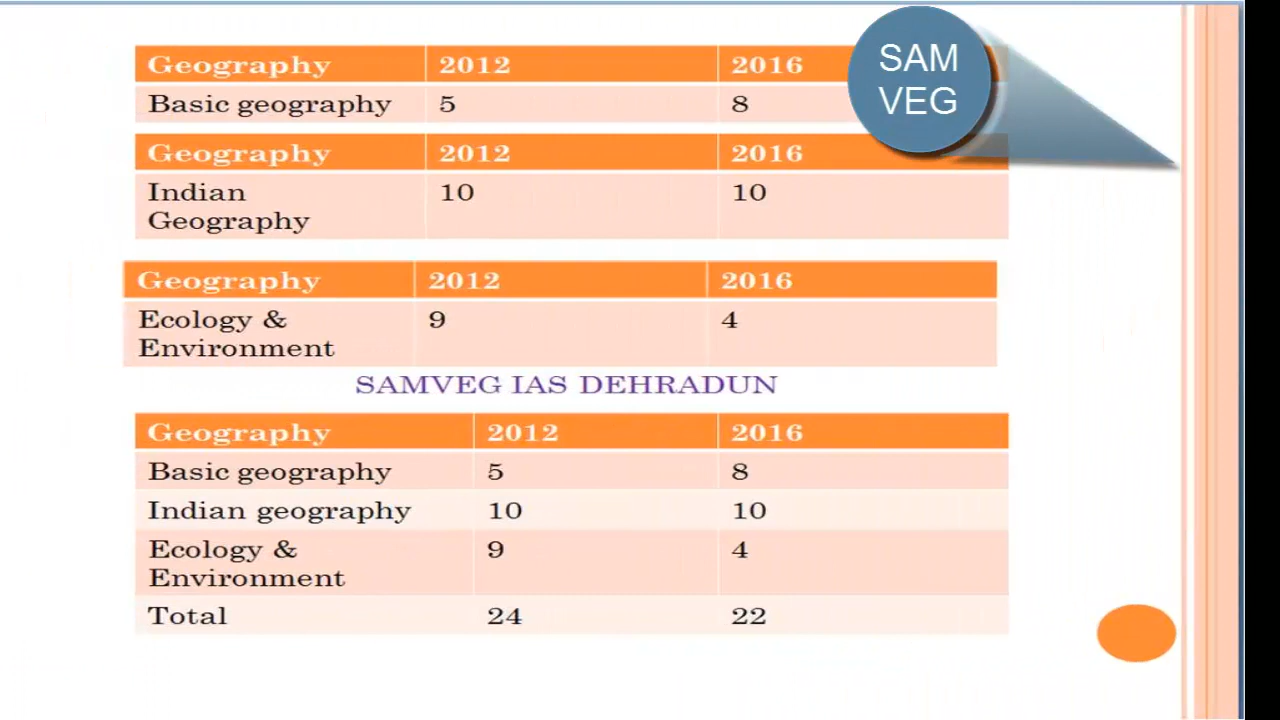 Geography 2012 2016
Basic geography 5 8
SAM
VEG
Geography 2012 2016
Indian 10 10
Geography
Geography 2012 2016
Ecology & 9 4
Environment
SAMVEG IAS DEHRADUN
Geography 2012 2016
Basic geography 5 8
Indian geography 10 10
Ecology & 9 4
Environment
Total 24 22